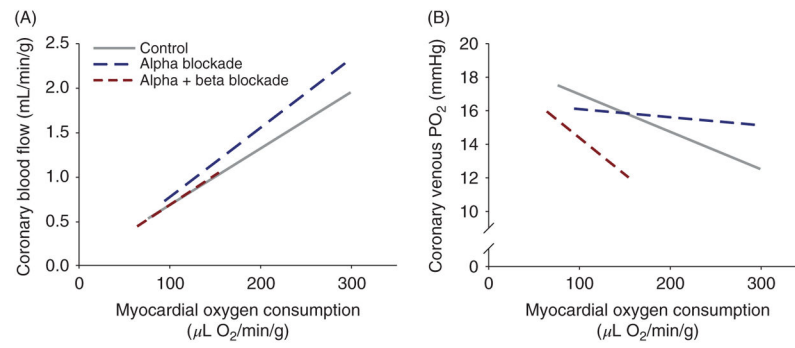 (A)
Coronary blood flow (mL/min/g)
2.5
2.0
1.5
1.0
0.5
0.0
Control
Alpha blockade
Alpha + beta blockade
0 100 200 300
Myocardial oxygen consumption
(μL O₂/min/g)
(B)
Coronary venous PO₂ (mmHg)
20
18
16
14
12
10
0
0 100 200 300
Myocardial oxygen consumption
(μL O₂/min/g)